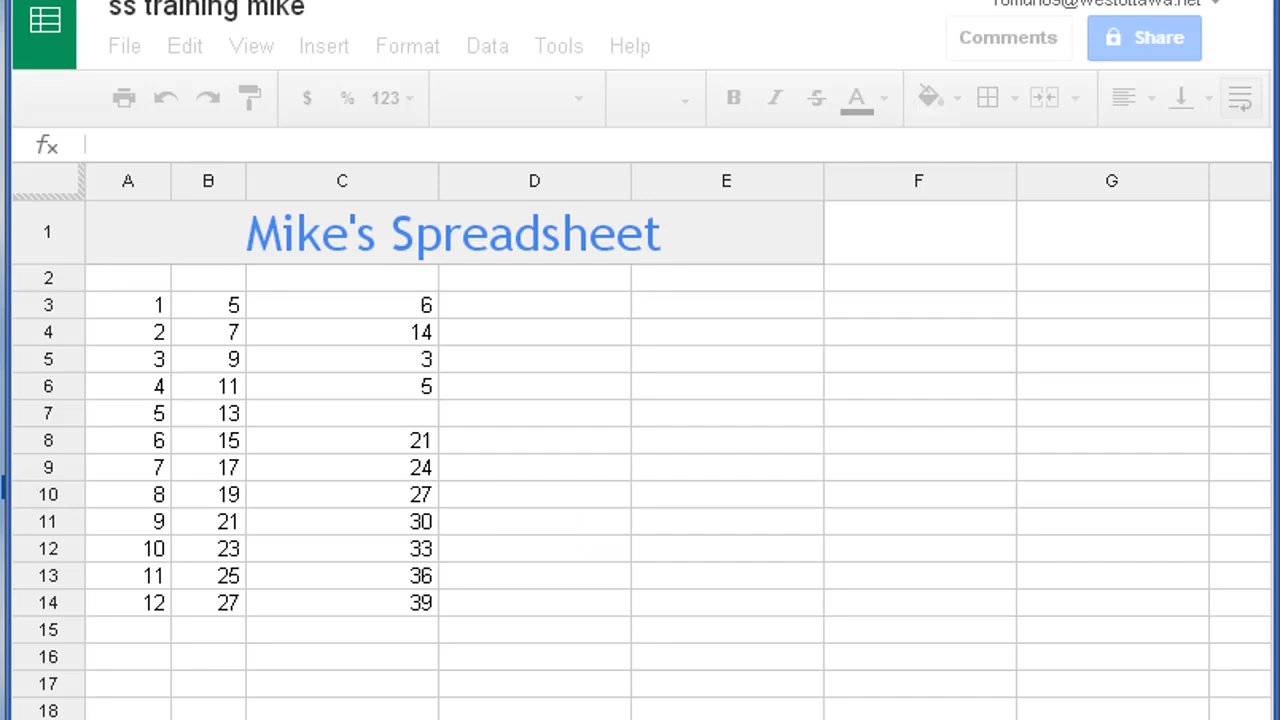 ss training mike
File Edit View Insert Format Data Tools Help
Comments Share
$ % 123 B I S A
fx
A B C D E F G
1 Mike's Spreadsheet
2
3 1 5 6
4 2 7 14
5 3 9 3
6 4 11 5
7 5 13
8 6 15 21
9 7 17 24
10 8 19 27
11 9 21 30
12 10 23 33
13 11 25 36
14 12 27 39
15
16
17
18